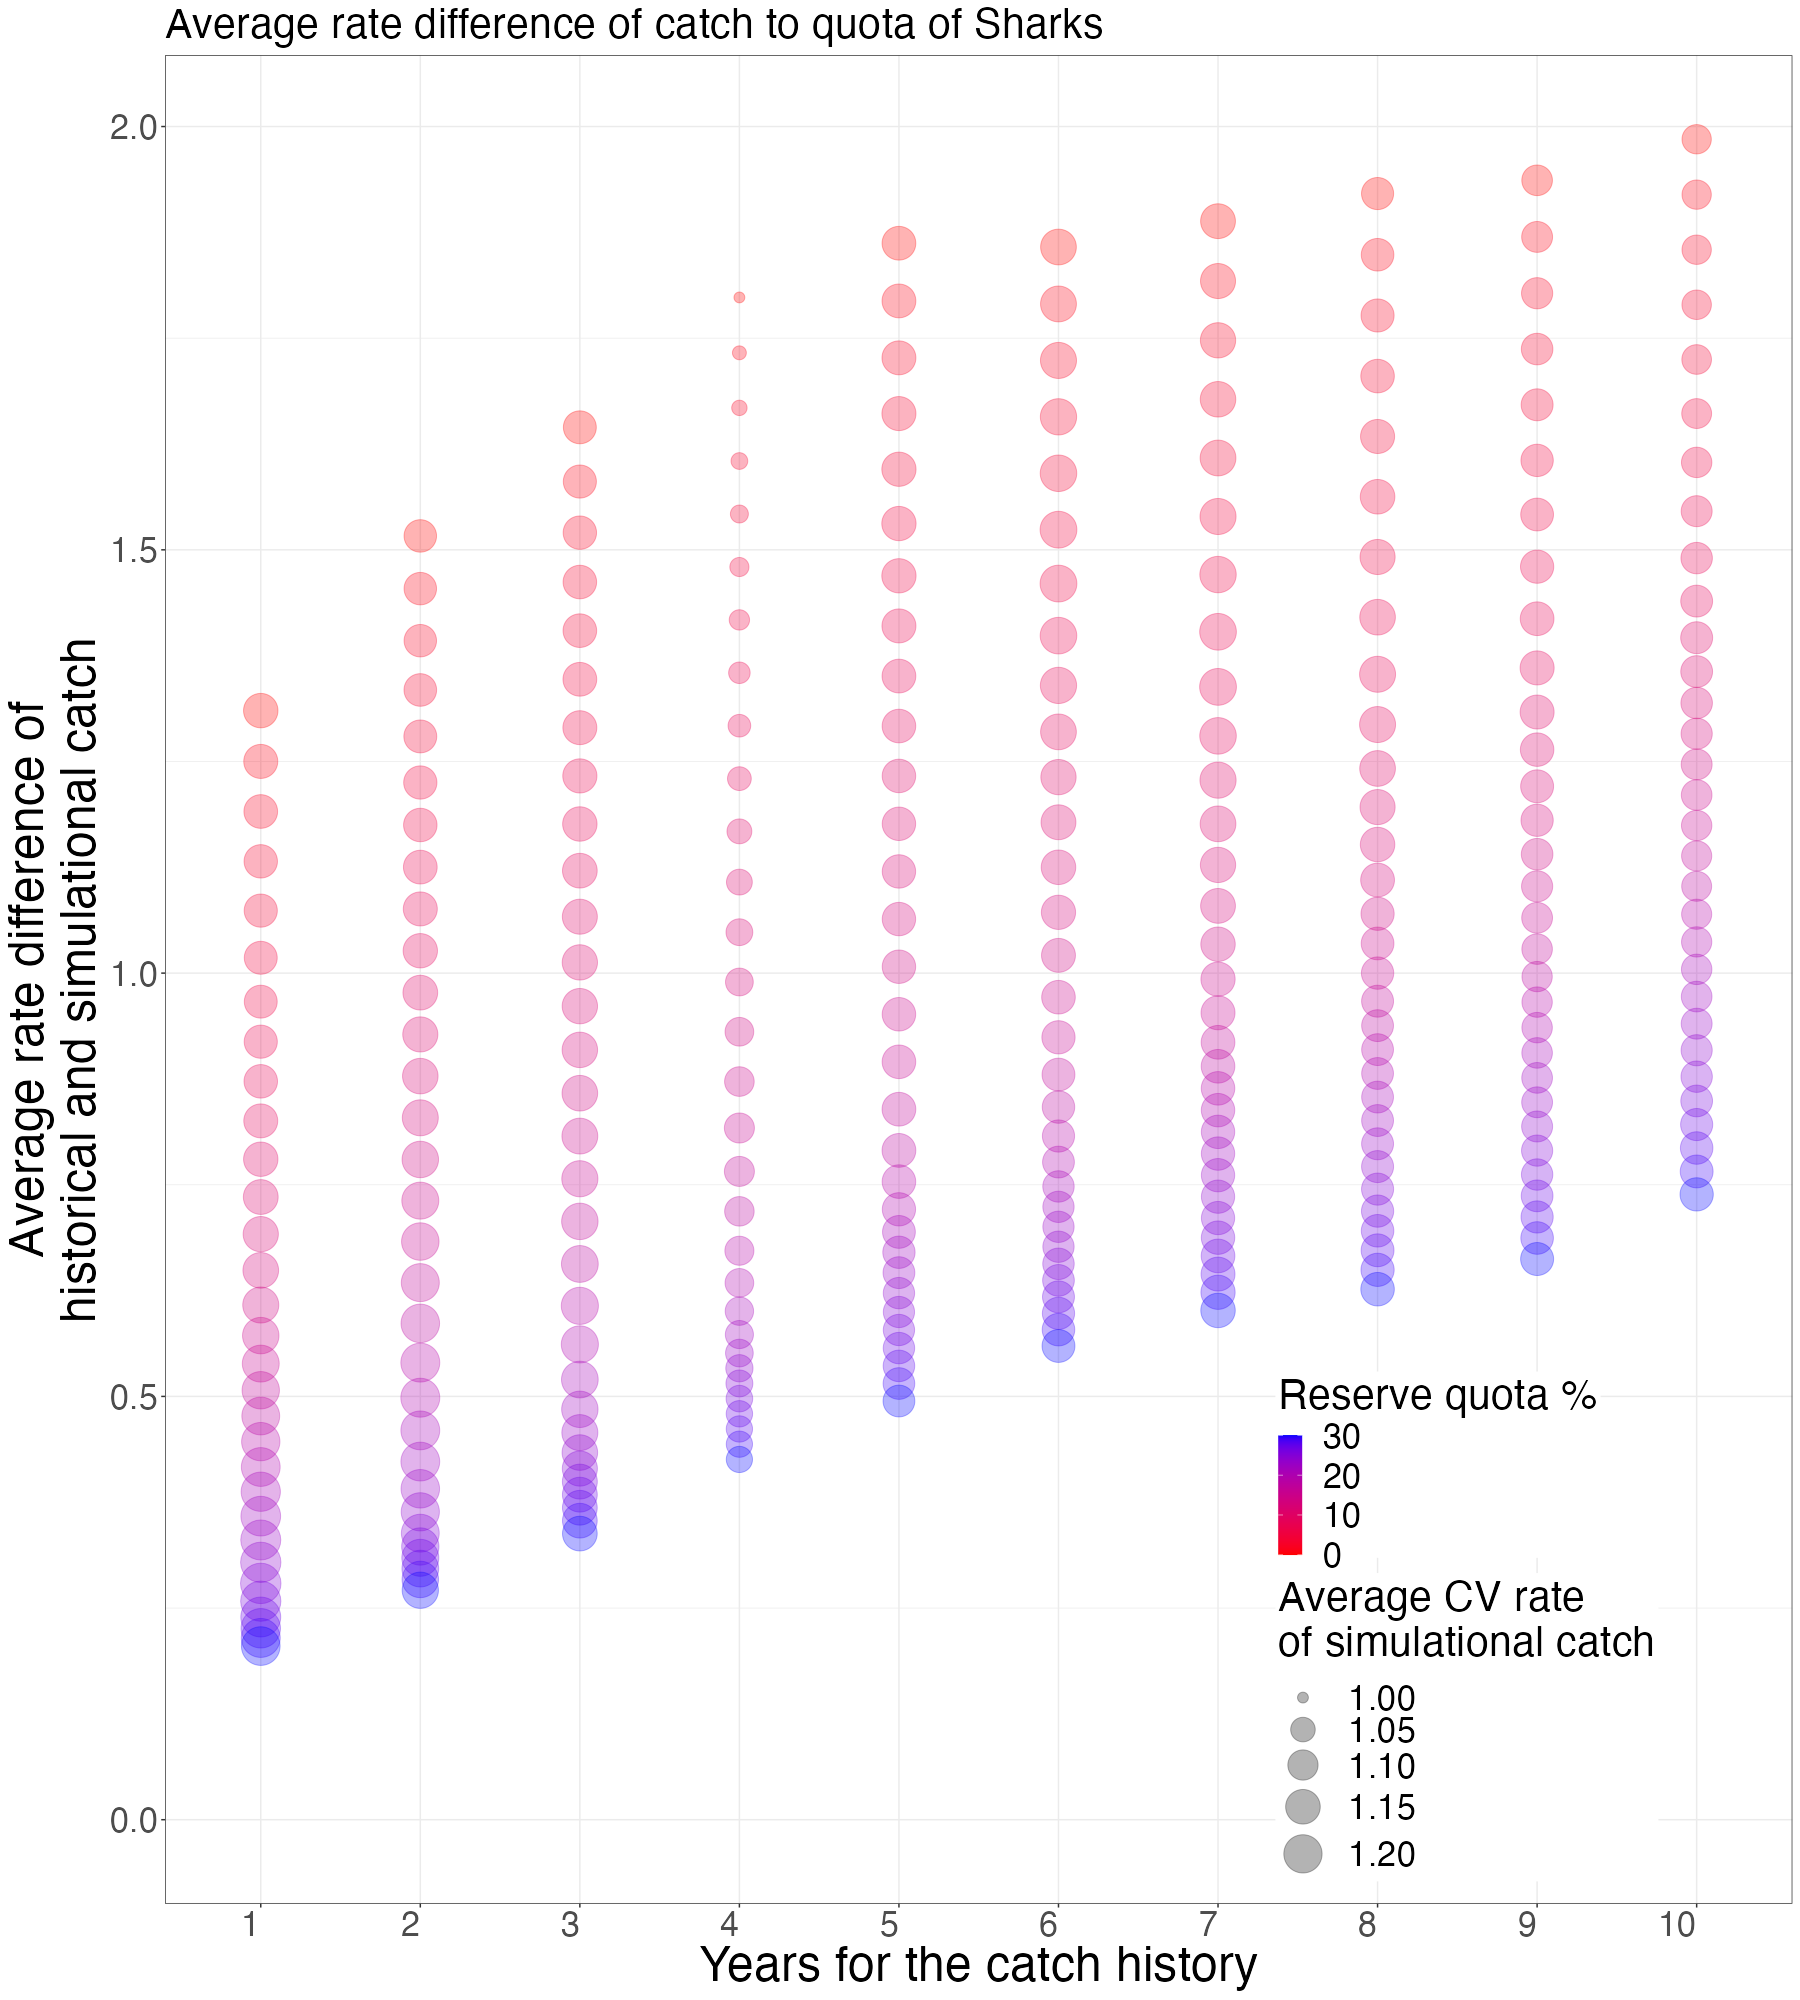 Average rate difference of catch to quota of Sharks
Average rate difference of
historical and simulational catch
2.0
1.5
1.0
0.5
0.0
Reserve quota %
30
20
10
0
Average CV rate
of simulational catch
1.00
1.05
1.10
1.15
1.20
1 2 3 4 5 6 7 8 9 10
Years for the catch history